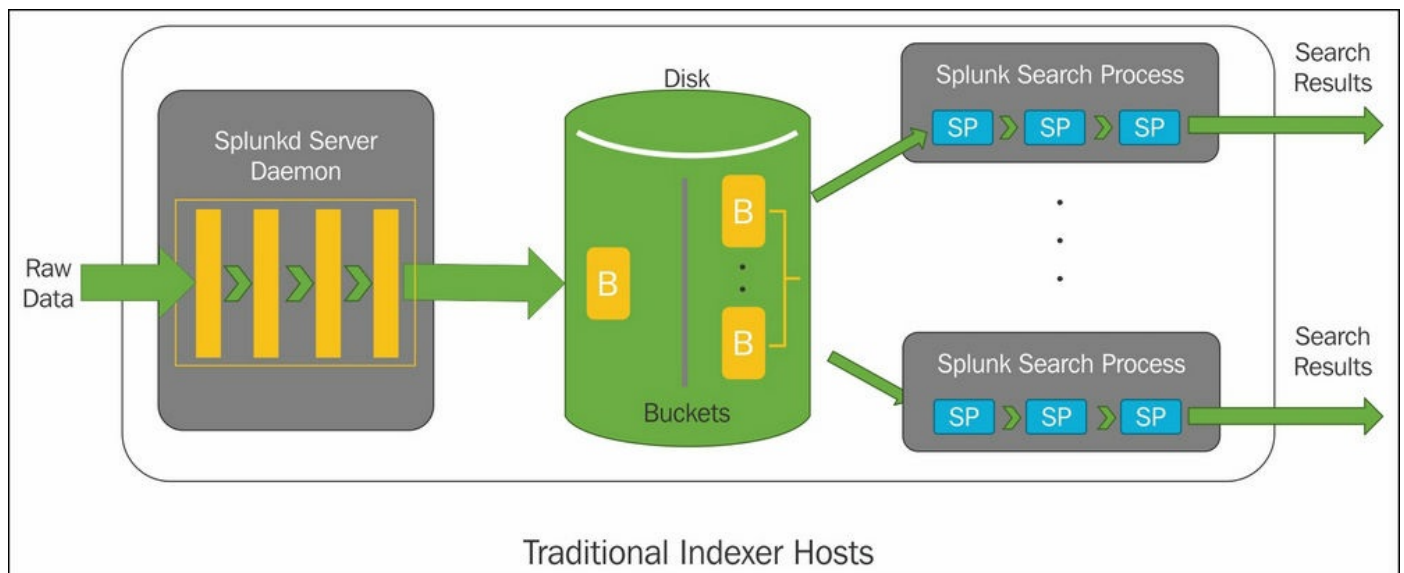 Raw
Data
Splunkd Server
Daemon
Disk
B
B
B
Buckets
Splunk Search Process
SP SP SP
Search
Results
Splunk Search Process
SP SP SP
Search
Results
Traditional Indexer Hosts